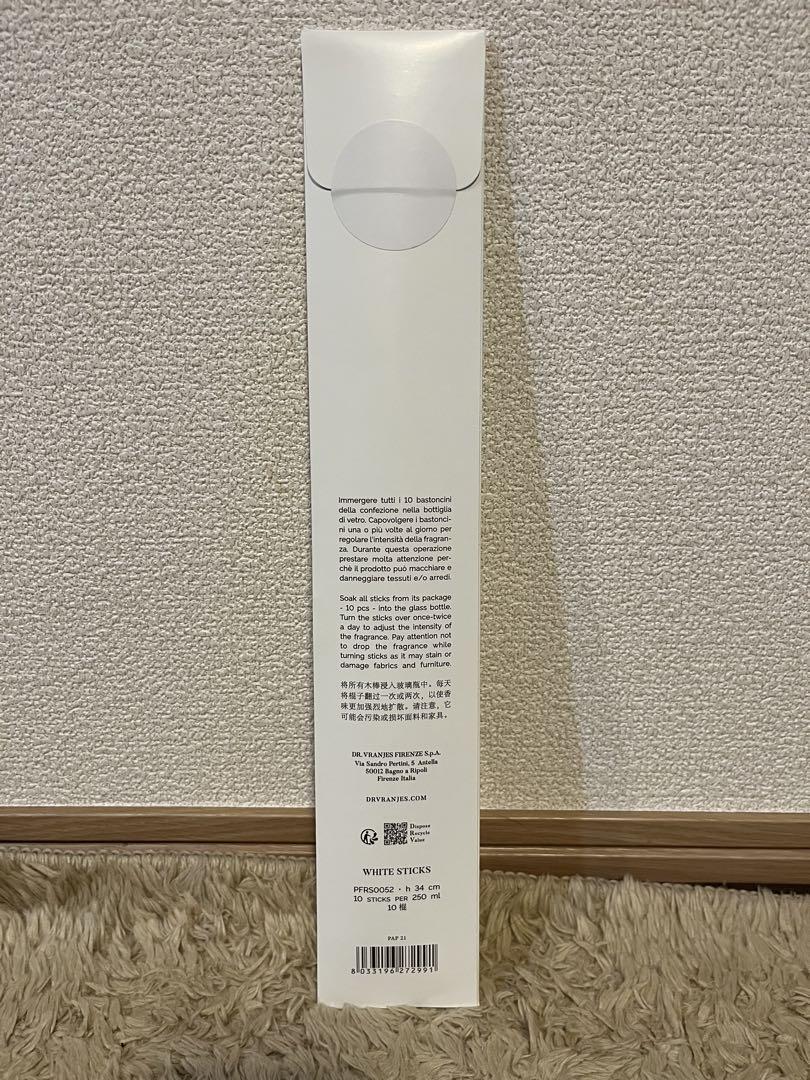 Immergere tutti i 10 bastoncini
della confezione nella bottiglia
di vetro. Capovolgere i bastonci-
ni una o più volte al giorno per
regolare l'intensità della fragran-
za. Durante questa operazione
prestare molta attenzione per-
chè il prodotto può macchiare e
danneggiare tessuti e/o arredi.
Soak all sticks from its package
- 10 pcs - into the glass bottle.
Turn the sticks over once-twice
a day to adjust the intensity of
the fragrance. Pay attention not
to drop the fragrance while
turning sticks as it may stain or
damage fabrics and furniture.
将所有木棒浸入玻璃瓶中。每天
将棍子翻过一次或两次，以使香
味更加强烈地扩散。请注意，它
可能会污染或损坏面料和家具。
DR. VRANJES FIRENZE S.p.A.
Via Sandro Pertini, 5 Antella
50012 Bagno a Ripoli
Firenze Italia
DRVRANJES.COM
Dispose
Recycle
Value
WHITE STICKS
PFRS0052 · h 34 cm
10 STICKS PER 250 ml
10 棍
PAP 21
8 033196 272991